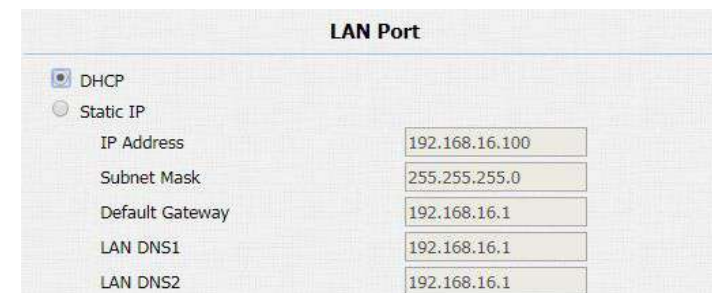 LAN Port
DHCP
Static IP
IP Address 192.168.16.100
Subnet Mask 255.255.255.0
Default Gateway 192.168.16.1
LAN DNS1 192.168.16.1
LAN DNS2 192.168.16.1